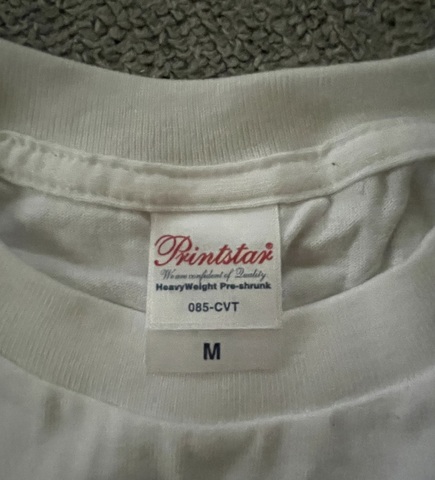 Printstar®
We are confident of Quality
HeavyWeight Pre-shrunk
085-CVT
M